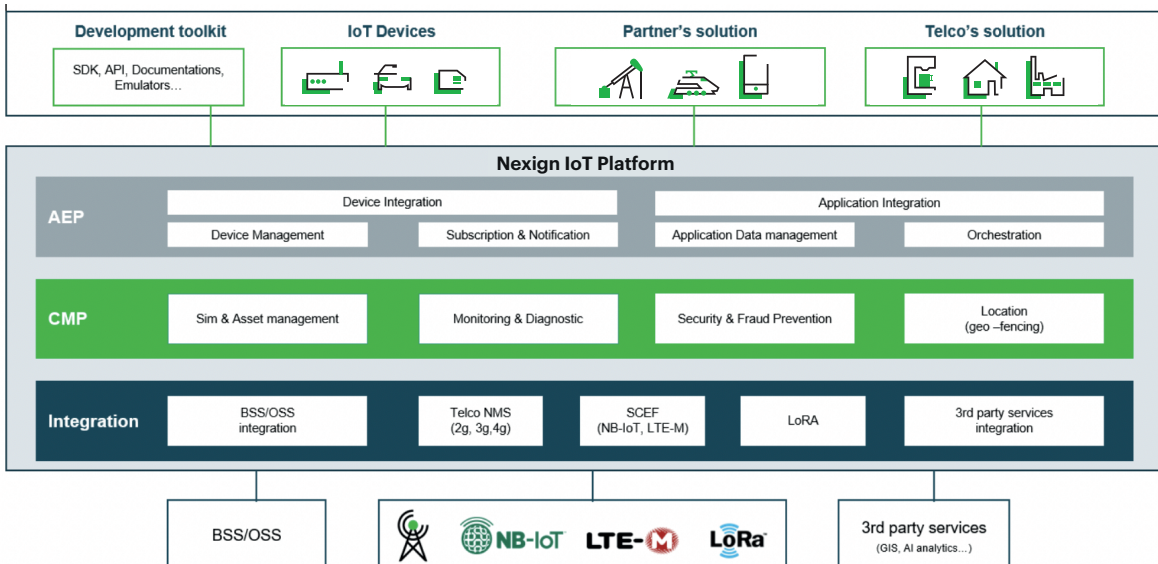 Development toolkit
IoT Devices
Partner's solution
Telco's solution
SDK, API, Documentations,
Emulators...
Nexign IoT Platform
AEP
Device Integration
Application Integration
Device Management
Subscription & Notification
Application Data management
Orchestration
CMP
Sim & Asset management
Monitoring & Diagnostic
Security & Fraud Prevention
Location
(geo –fencing)
Integration
BSS/OSS
integration
Telco NMS
(2g, 3g,4g)
SCEF
(NB-IoT, LTE-M)
LoRA
3rd party services
integration
BSS/OSS
NB-IoT
LTE-M
LoRa
3rd party services
(GIS, AI analytics...)